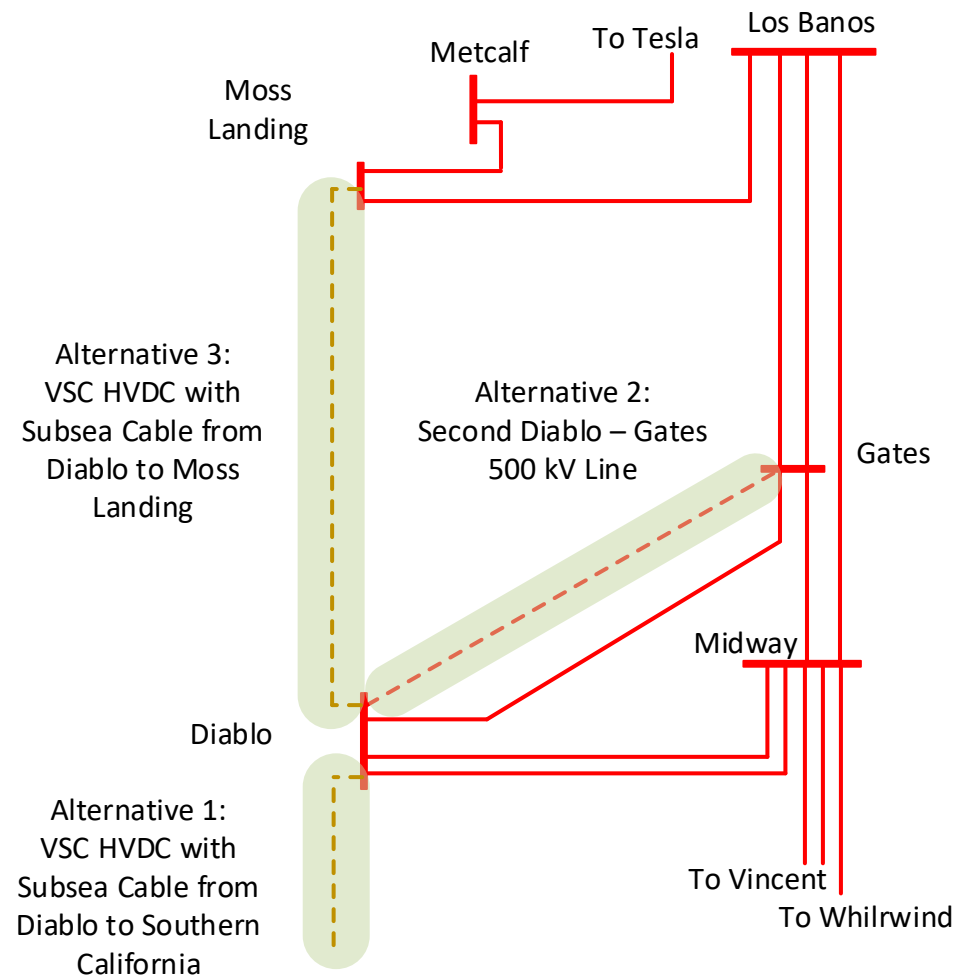 Los Banos
To Tesla
Metcalf
Moss
Landing
Alternative 3:
VSC HVDC with
Subsea Cable from
Diablo to Moss
Landing
Alternative 2:
Second Diablo – Gates
500 kV Line
Gates
Midway
Diablo
Alternative 1:
VSC HVDC with
Subsea Cable from
Diablo to Southern
California
To Vincent
To Whilrwind